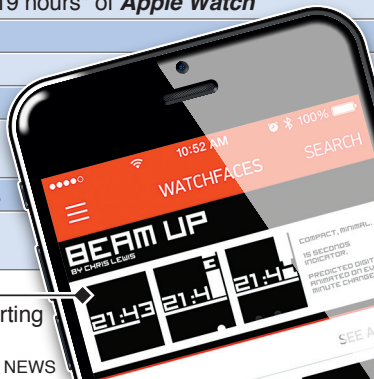 19 hours" of Apple Watch
10:52 AM
100%
WATCHFACES
SEARCH
BEAM UP
BY CHRIS LEWIS
21:43
21:4
21:4
COMPACT, MINIMAL.
15 SECONDS
INDICATOR.
PREDICTED DIGIT
ANIMATED ON EV
MINUTE CHANGE
SEE A
rting
NEWS